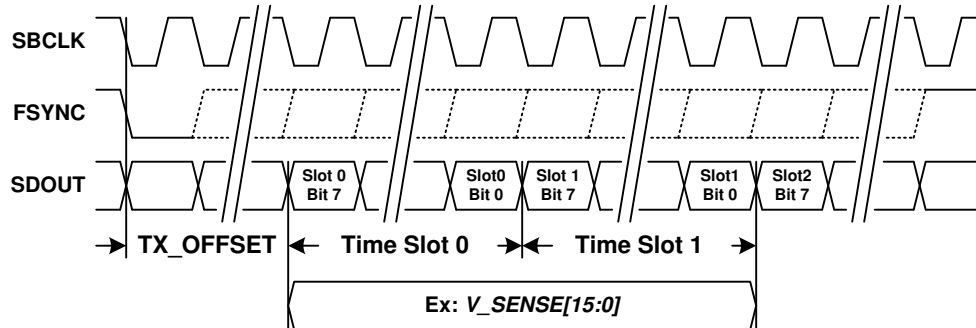 SBCLK
FSYNC
SDOUT
Slot 0
Bit 7
Slot0
Bit 0
Slot 1
Bit 7
Slot1
Bit 0
Slot2
Bit 7
TX_OFFSET
Time Slot 0
Time Slot 1
Ex: V_SENSE[15:0]